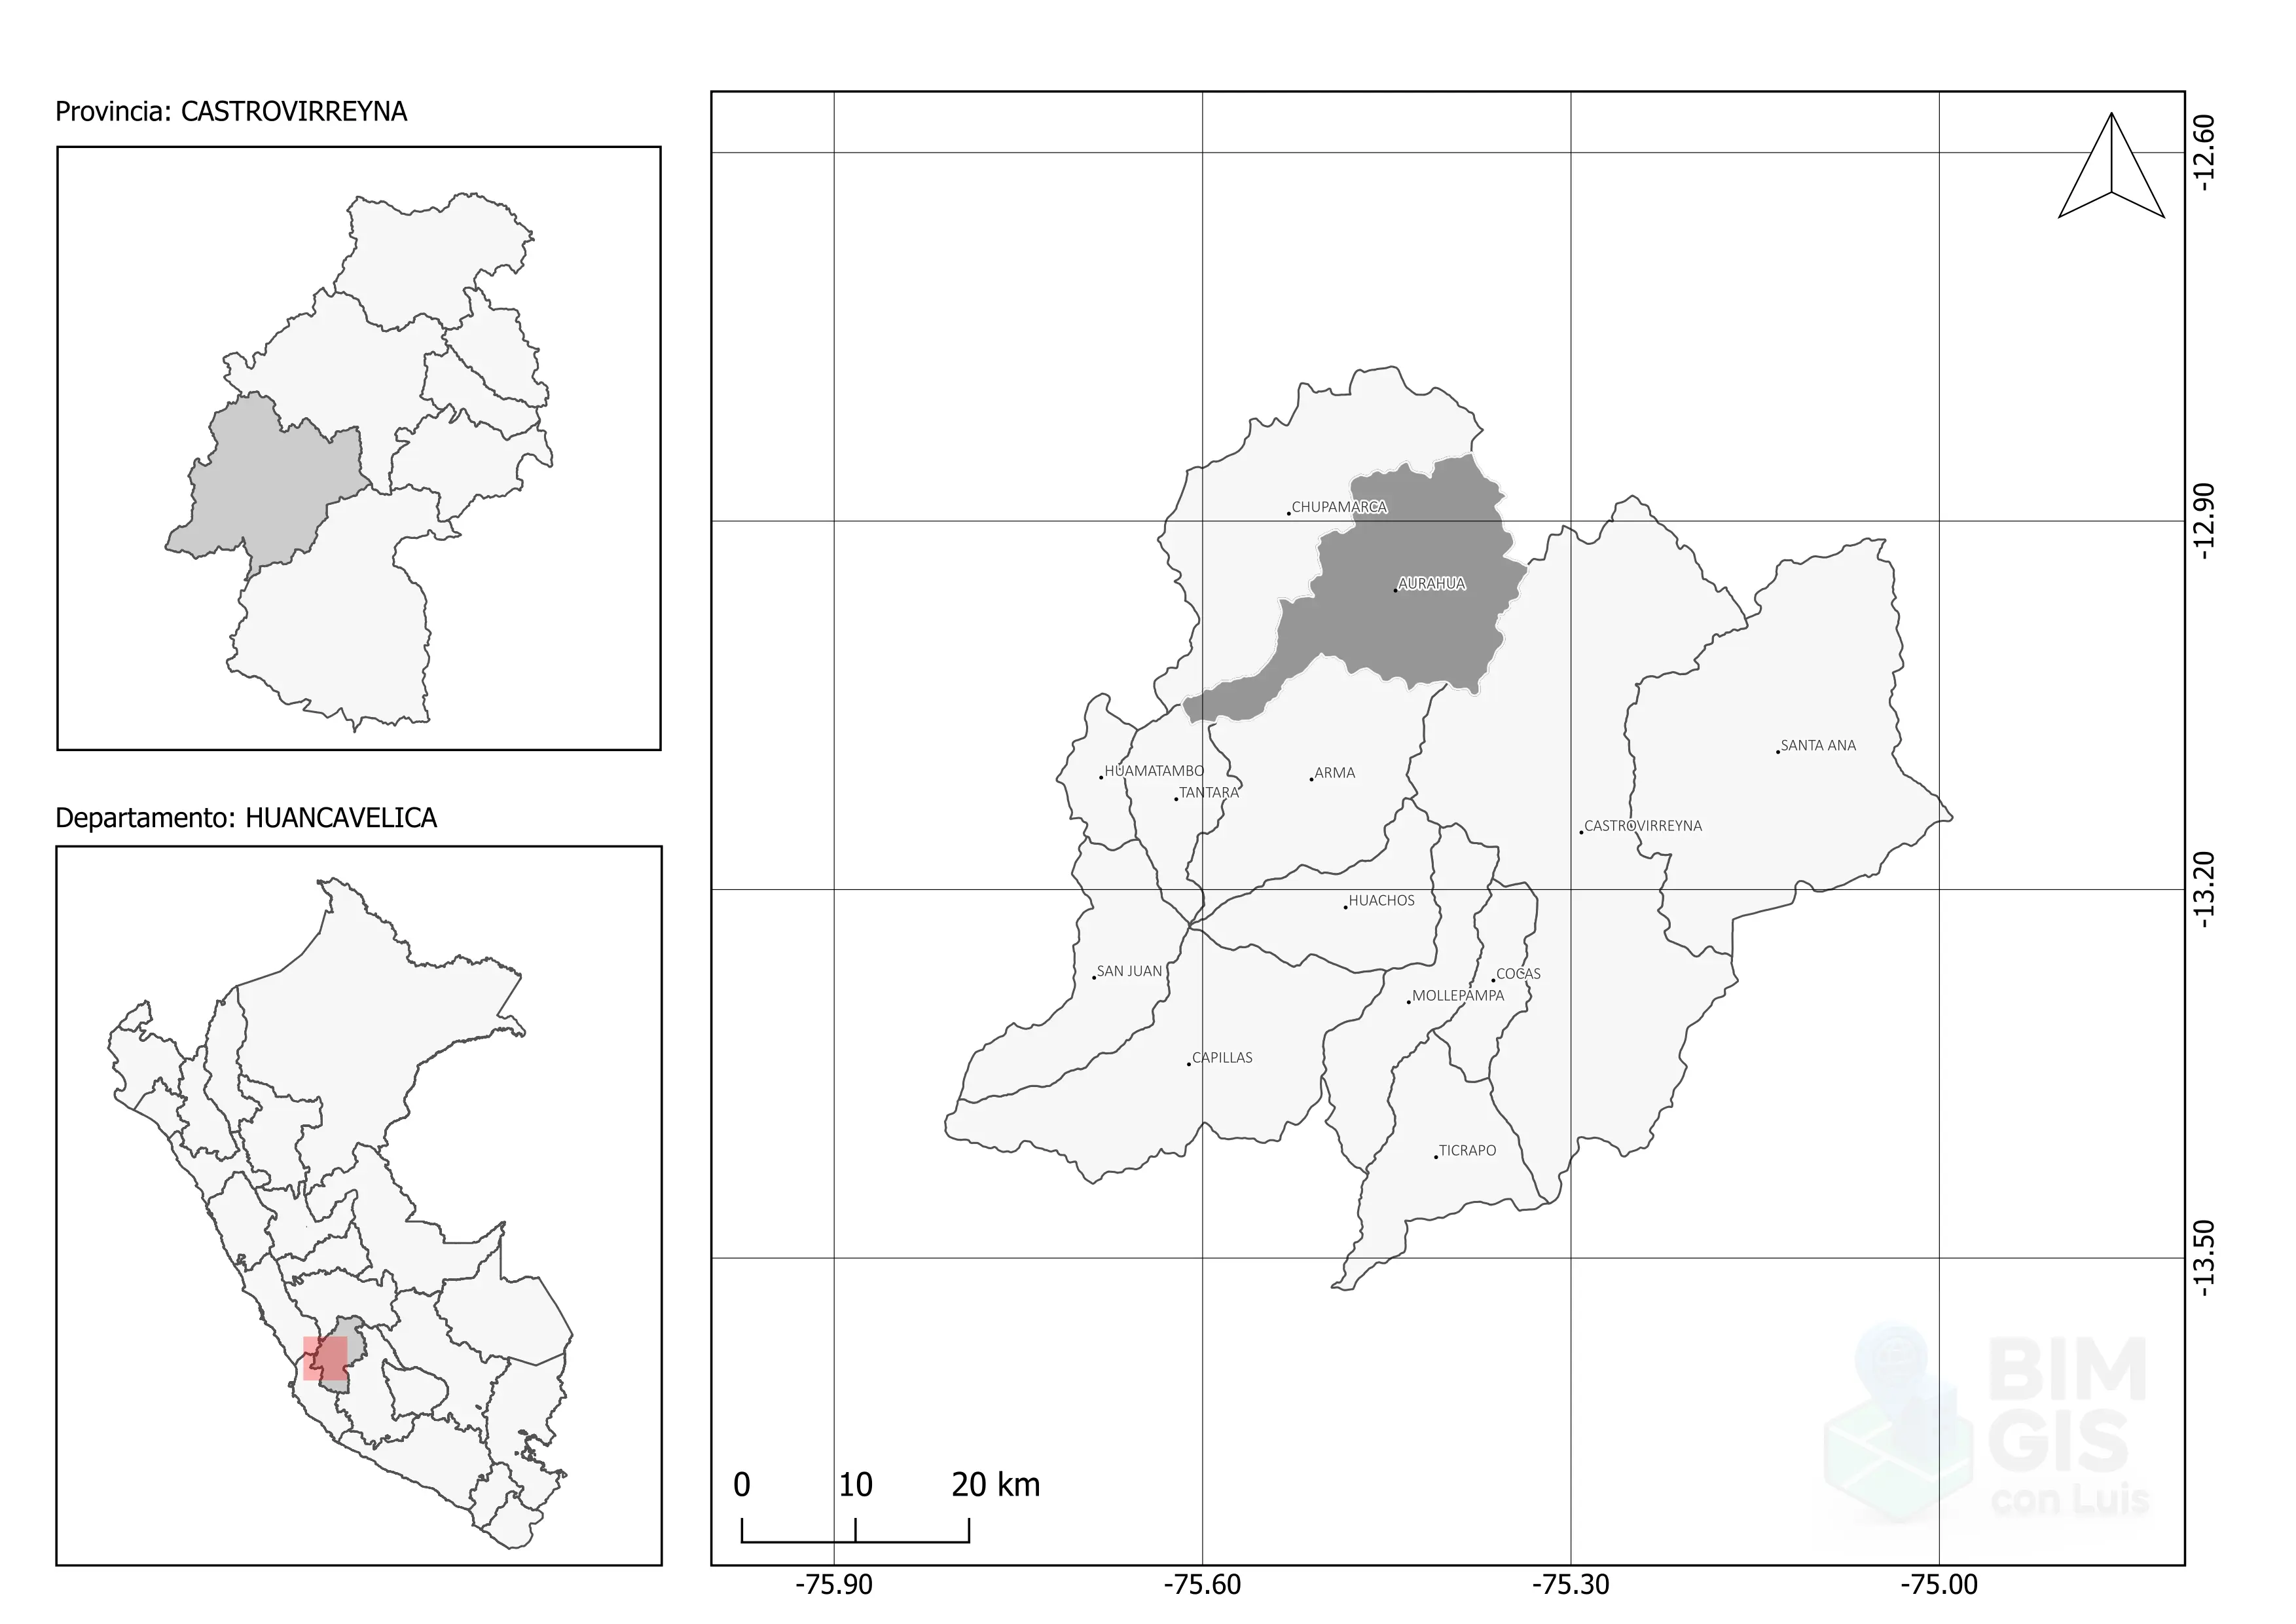 Provincia: CASTROVIRREYNA
Departamento: HUANCAVELICA
CHUPAMARCA
AURAHUA
SANTA ANA
HUAMATAMBO
ARMA
TANTARA
CASTROVIRREYNA
HUACHOS
SAN JUAN
COCAS
MOLLEPAMPA
CAPILLAS
TICRAPO
0 10 20 km
-75.90 -75.60 -75.30 -75.00
-12.60
-12.90
-13.20
-13.50
BIM
GIS
con Luis